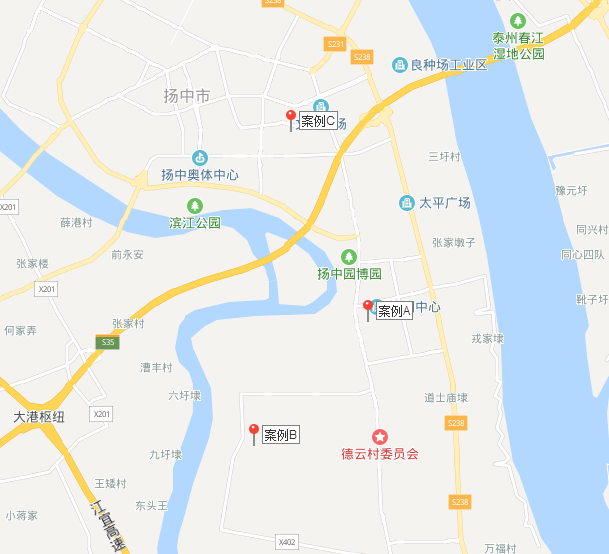 S238
泰州春江
湿地公园
S231
S238
良种场工业区
扬中市
案例C
场
三圩村
扬中奥体中心
豫元圩
X201
太平广场
滨江公园
薛港村
同兴村
张家墩子
前永安
同心四队
张家楼
扬中园博园
X201
靴子圩
案例A
中心
张家村
何家弄
戎家埭
S35
漕丰村
六圩埭
道士庙埭
X201
大港枢纽
S238
案例B
德云村委员会
九圩埭
王矮村
S238
东头王
江宜高速
小蒋家
X402
万福村